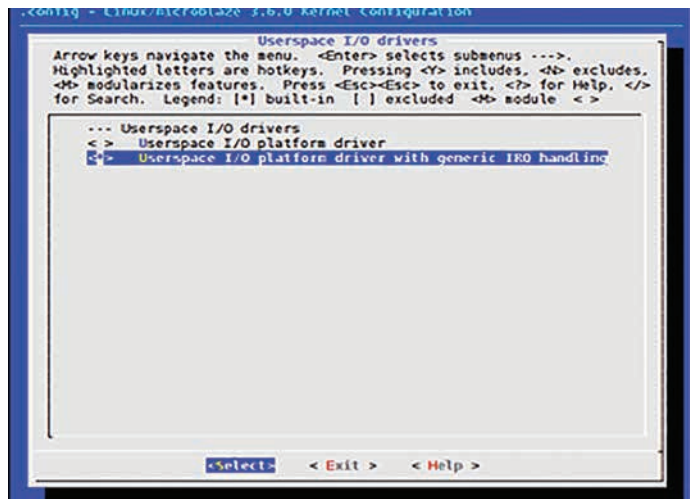 .config - Linux/microblaze 3.6.0 Kernel Configuration
Userspace I/O drivers
Arrow keys navigate the menu. <Enter> selects submenus --->.
Highlighted letters are hotkeys. Pressing <Y> includes, <N> excludes,
<M> modularizes features. Press <Esc><Esc> to exit, <?> for Help, </>
for Search. Legend: [*] built-in [ ] excluded <M> module < >
--- Userspace I/O drivers
< > Userspace I/O platform driver
<*> Userspace I/O platform driver with generic IRQ handling
<Select> < Exit > < Help >